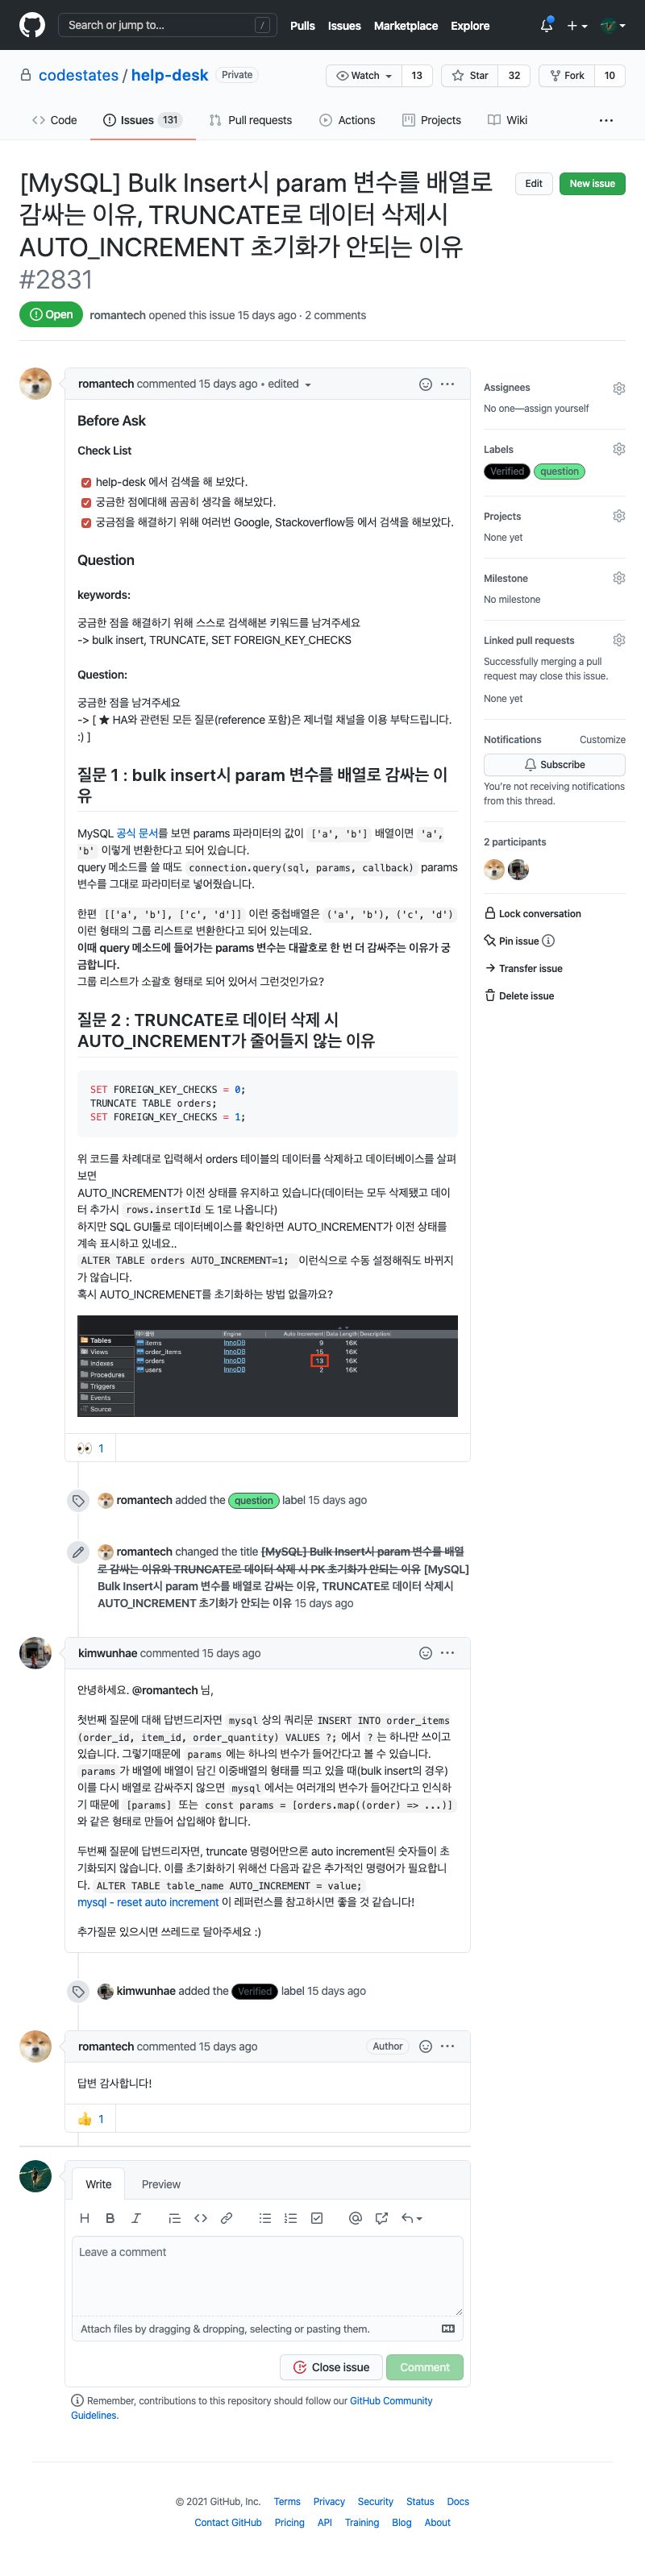 Search or jump to... /
Pulls Issues Marketplace Explore
codestates / help-desk Private
Watch 13 Star 32 Fork 10
Code Issues 131 Pull requests Actions Projects Wiki ...
[MySQL] Bulk Insert시 param 변수를 배열로
감싸는 이유, TRUNCATE로 데이터 삭제시
AUTO_INCREMENT 초기화가 안되는 이유
#2831
Edit New issue
Open romantech opened this issue 15 days ago · 2 comments
romantech commented 15 days ago • edited
Before Ask
Check List
help-desk 에서 검색을 해 보았다.
궁금한 점에대해 곰곰히 생각을 해보았다.
궁금점을 해결하기 위해 여러번 Google, Stackoverflow등 에서 검색을 해보았다.
Question
keywords:
궁금한 점을 해결하기 위해 스스로 검색해본 키워드를 남겨주세요
-> bulk insert, TRUNCATE, SET FOREIGN_KEY_CHECKS
Question:
궁금한 점을 남겨주세요
-> [ ★ HA와 관련된 모든 질문(reference 포함)은 제너럴 채널을 이용 부탁드립니다.
:) ]
질문 1 : bulk insert시 param 변수를 배열로 감싸는 이
유
MySQL 공식 문서를 보면 params 파라미터의 값이 ['a', 'b'] 배열이면 'a',
'b' 이렇게 변환한다고 되어 있습니다.
query 메소드를 쓸 때도 connection.query(sql, params, callback) params
변수를 그대로 파라미터로 넣어줬습니다.
한편 [['a', 'b'], ['c', 'd']] 이런 중첩배열은 ('a', 'b'), ('c', 'd')
이런 형태의 그룹 리스트로 변환한다고 되어 있는데요.
이때 query 메소드에 들어가는 params 변수는 대괄호로 한 번 더 감싸주는 이유가 궁
금합니다.
그룹 리스트가 소괄호 형태로 되어 있어서 그런것인가요?
질문 2 : TRUNCATE로 데이터 삭제 시
AUTO_INCREMENT가 줄어들지 않는 이유
SET FOREIGN_KEY_CHECKS = 0;
TRUNCATE TABLE orders;
SET FOREIGN_KEY_CHECKS = 1;
위 코드를 차례대로 입력해서 orders 테이블의 데이터를 삭제하고 데이터베이스를 살펴
보면
AUTO_INCREMENT가 이전 상태를 유지하고 있습니다(데이터는 모두 삭제됐고 데이
터 추가시 rows.insertId 도 1로 나옵니다)
하지만 SQL GUI툴로 데이터베이스를 확인하면 AUTO_INCREMENT가 이전 상태를
계속 표시하고 있네요..
ALTER TABLE orders AUTO_INCREMENT=1; 이런식으로 수동 설정해줘도 바뀌지
가 않습니다.
혹시 AUTO_INCREMENET를 초기화하는 방법 없을까요?
테이블명 Engine Auto Increment Data Length Description
Tables items InnoDB 9 16K
Views order_items InnoDB 15 16K
Indexes orders InnoDB 13 16K
Procedures users InnoDB 2 16K
Triggers
Events
Source
1
romantech added the question label 15 days ago
romantech changed the title [MySQL] Bulk Insert시 param 변수를 배열
로 감싸는 이유와 TRUNCATE로 데이터 삭제 시 PK 초기화가 안되는 이유 [MySQL]
Bulk Insert시 param 변수를 배열로 감싸는 이유, TRUNCATE로 데이터 삭제시
AUTO_INCREMENT 초기화가 안되는 이유 15 days ago
kimwunhae commented 15 days ago
안녕하세요. @romantech 님,
첫번째 질문에 대해 답변드리자면 mysql 상의 쿼리문 INSERT INTO order_items
(order_id, item_id, order_quantity) VALUES ?; 에서 ? 는 하나만 쓰이고
있습니다. 그렇기때문에 params 에는 하나의 변수가 들어간다고 볼 수 있습니다.
params 가 배열에 배열이 담긴 이중배열의 형태를 띄고 있을 때(bulk insert의 경우)
이를 다시 배열로 감싸주지 않으면 mysql 에서는 여러개의 변수가 들어간다고 인식하
기 때문에 [params] 또는 const params = [orders.map((order) => ...)]
와 같은 형태로 만들어 삽입해야 합니다.
두번째 질문에 답변드리자면, truncate 명령어만으론 auto increment된 숫자들이 초
기화되지 않습니다. 이를 초기화하기 위해선 다음과 같은 추가적인 명령어가 필요합니
다. ALTER TABLE table_name AUTO_INCREMENT = value;
mysql - reset auto increment 이 레퍼런스를 참고하시면 좋을 것 같습니다!
추가질문 있으시면 쓰레드로 달아주세요 :)
kimwunhae added the Verified label 15 days ago
romantech commented 15 days ago Author
답변 감사합니다!
1
Write Preview
Leave a comment
Attach files by dragging & dropping, selecting or pasting them.
Close issue Comment
Remember, contributions to this repository should follow our GitHub Community
Guidelines.
Assignees
No one—assign yourself
Labels
Verified question
Projects
None yet
Milestone
No milestone
Linked pull requests
Successfully merging a pull
request may close this issue.
None yet
Notifications Customize
Subscribe
You're not receiving notifications
from this thread.
2 participants
Lock conversation
Pin issue
Transfer issue
Delete issue
© 2021 GitHub, Inc. Terms Privacy Security Status Docs
Contact GitHub Pricing API Training Blog About